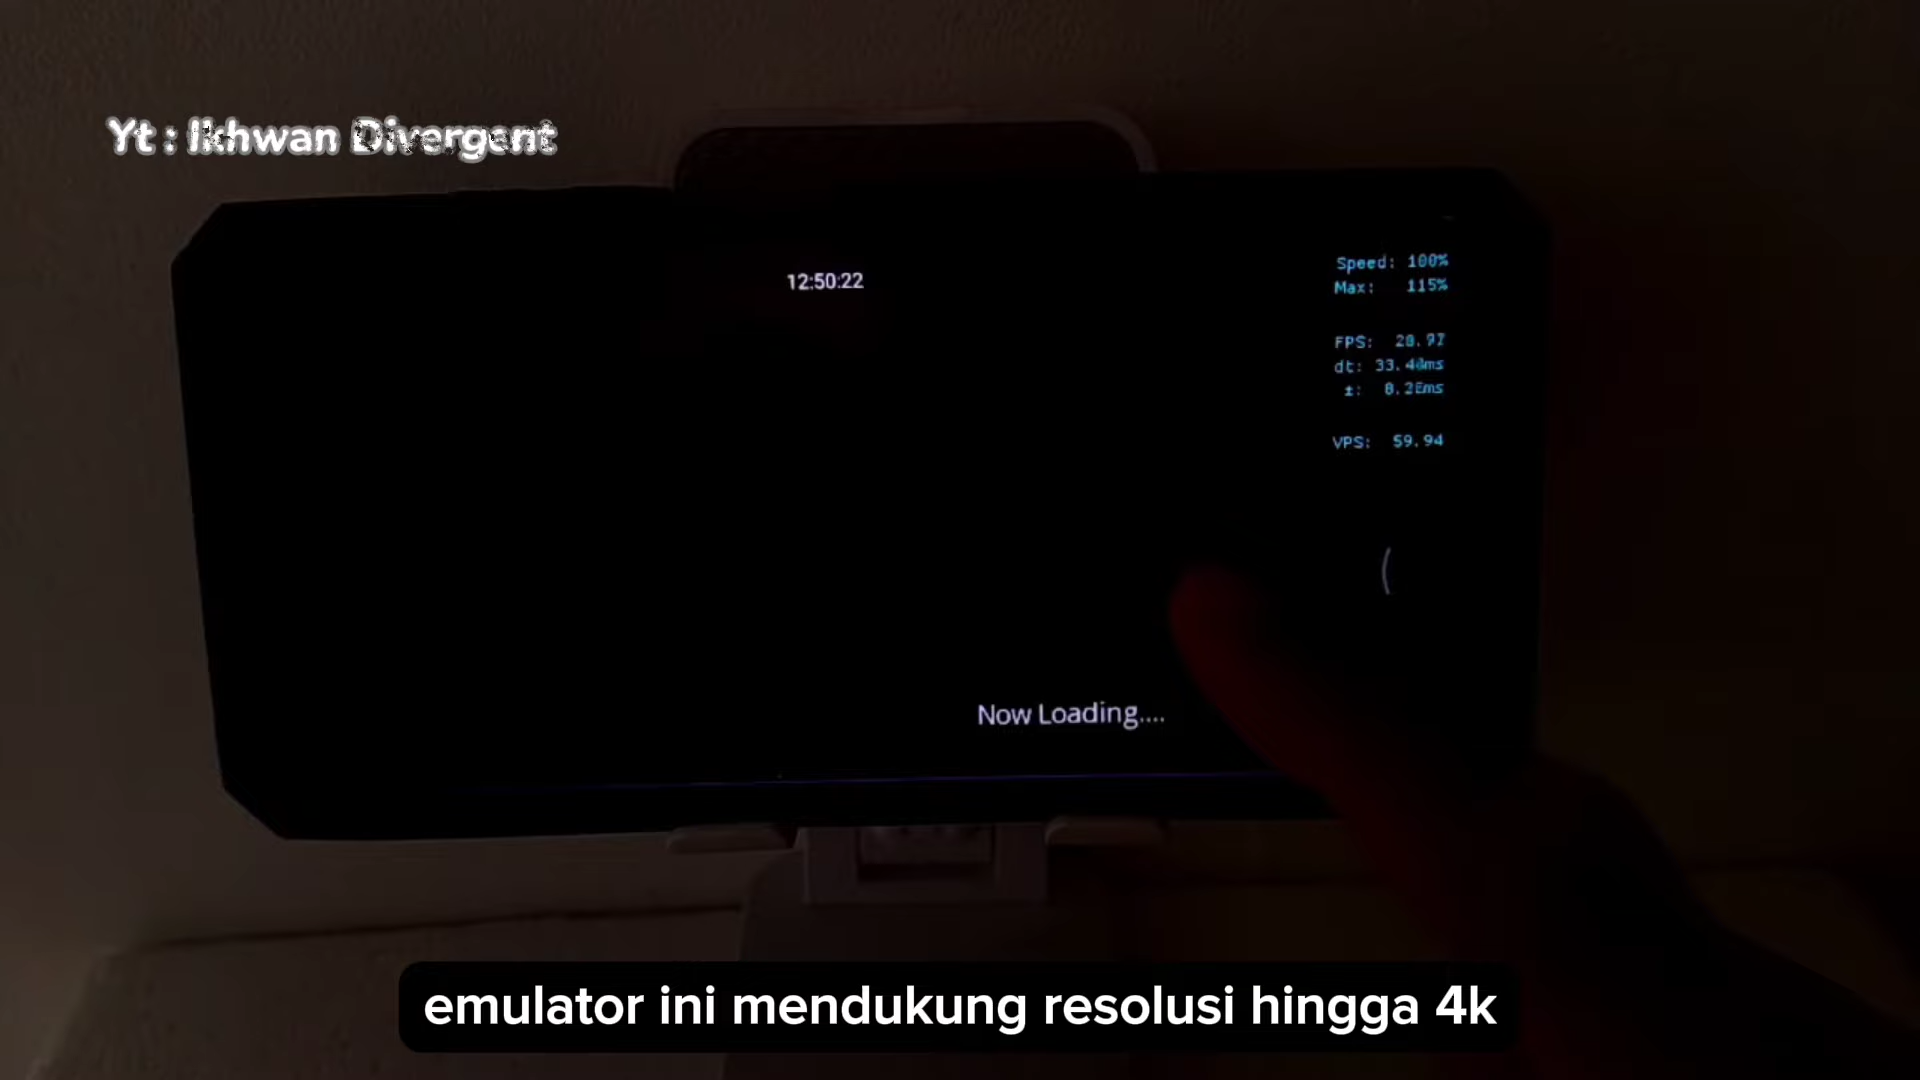 Yt : Ikhwan Divergent
12:50:22
Speed: 100%
Max: 115%
FPS:
dt:
±:
VPS: 59.94
Now Loading....
emulator ini mendukung resolusi hingga 4k